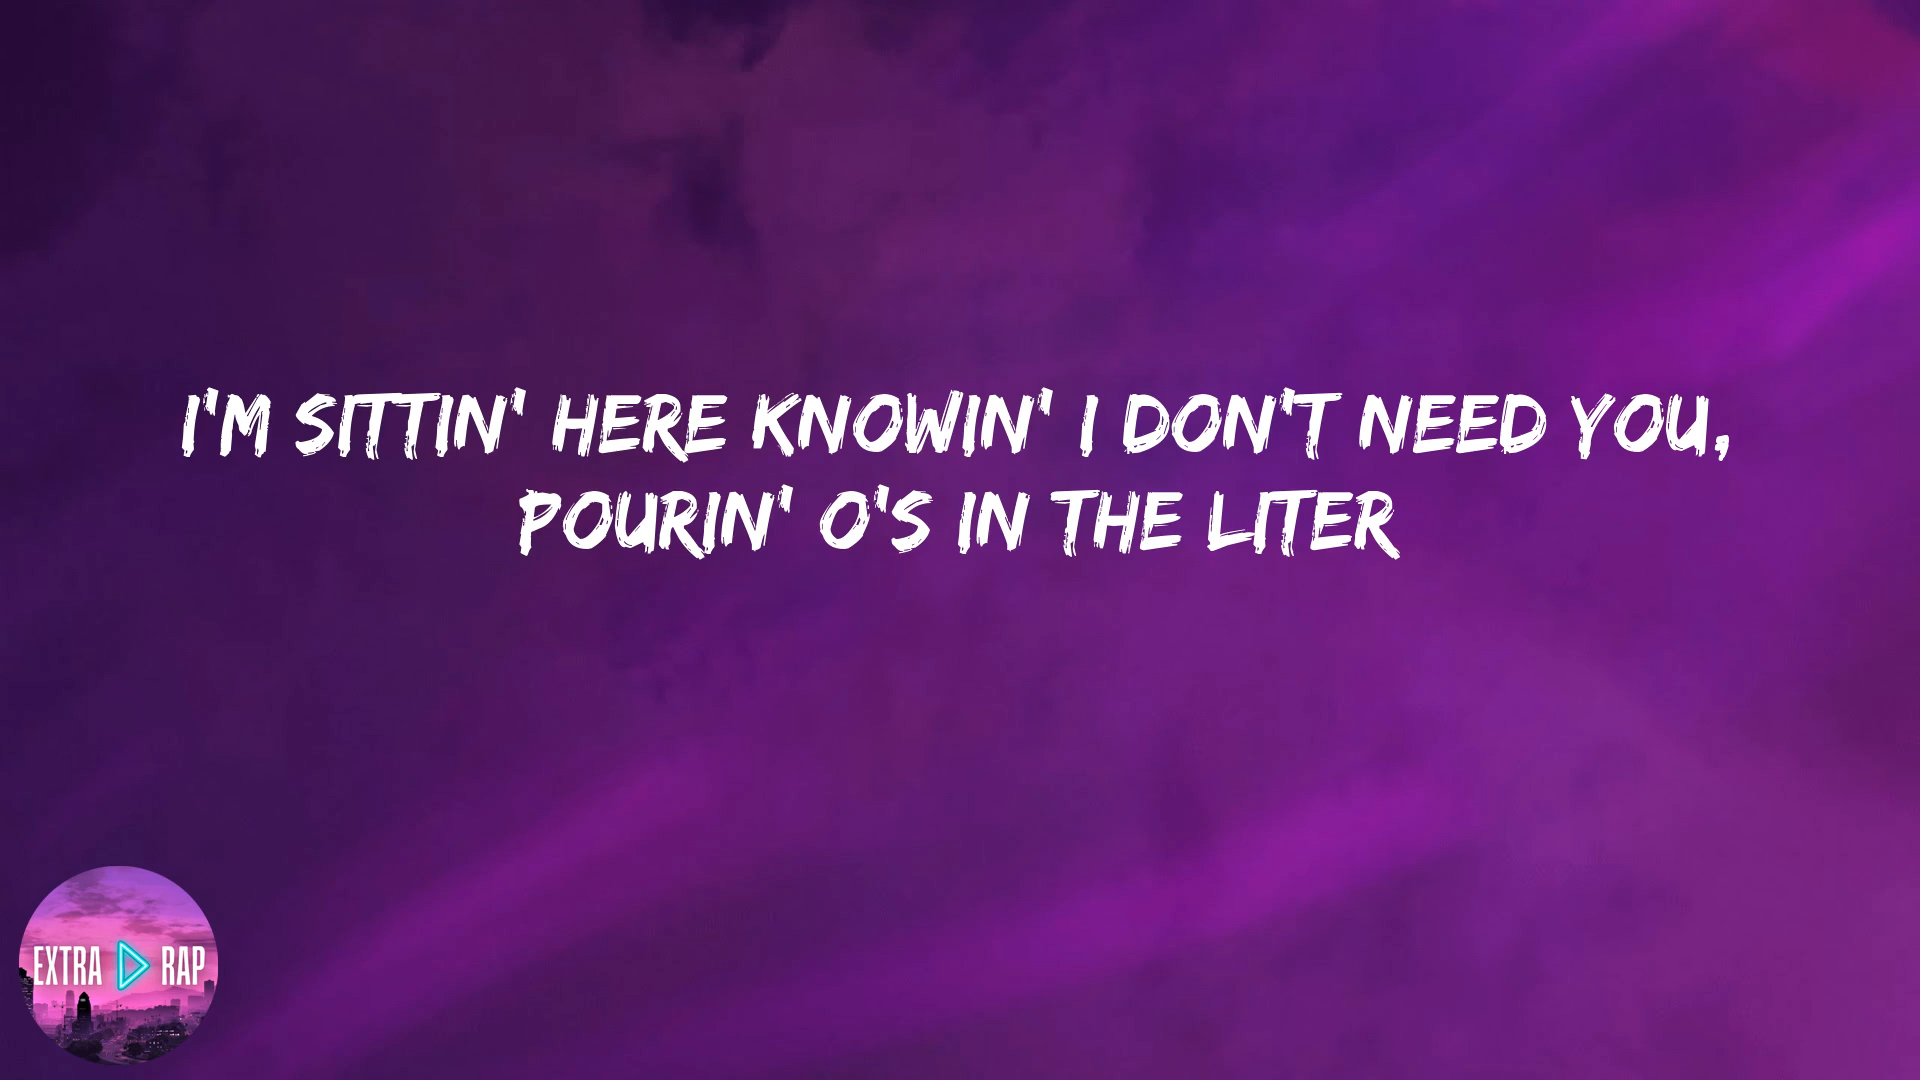 I'M SITTIN' HERE KNOWIN' I DON'T NEED YOU,
POURIN' O'S IN THE LITER
EXTRA RAP